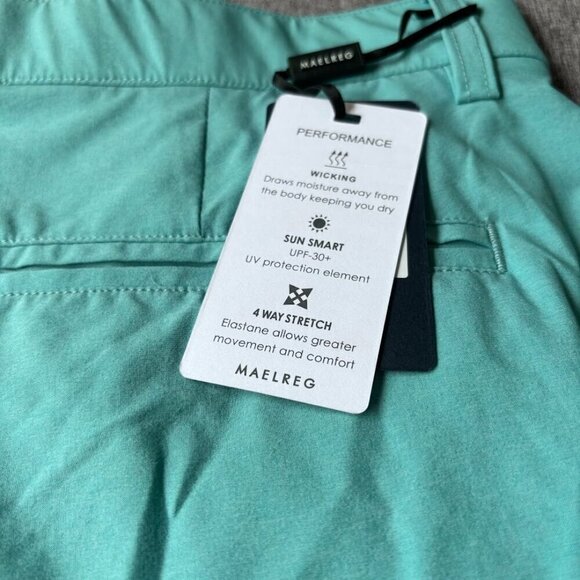 MAELREG
PERFORMANCE
WICKING
Draws moisture away from
the body keeping you dry
SUN SMART
UPF-30+
UV protection element
4 WAY STRETCH
Elastane allows greater
movement and comfort
MAELREG